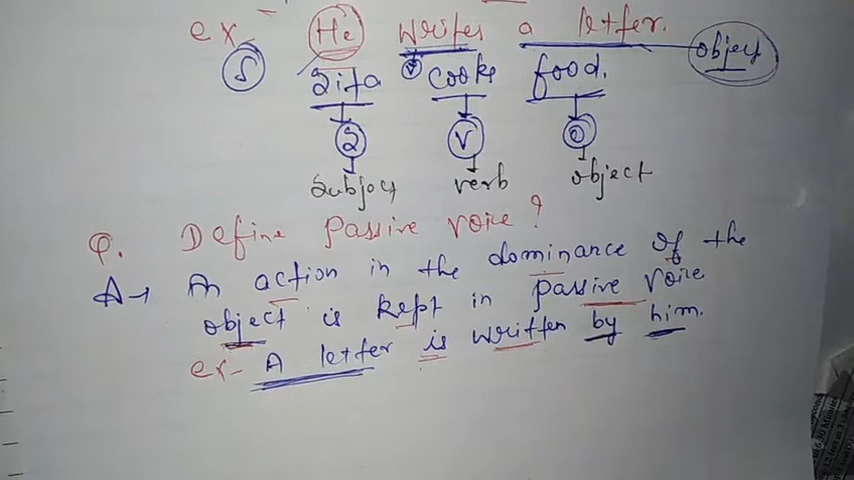 ex- He writes a letter. object
S V
Sita cooks food.
S V O
Subject verb object
Q. Define Passive voice?
A→ An action in the dominance of the
object is kept in passive voice
ex- A letter is written by him.